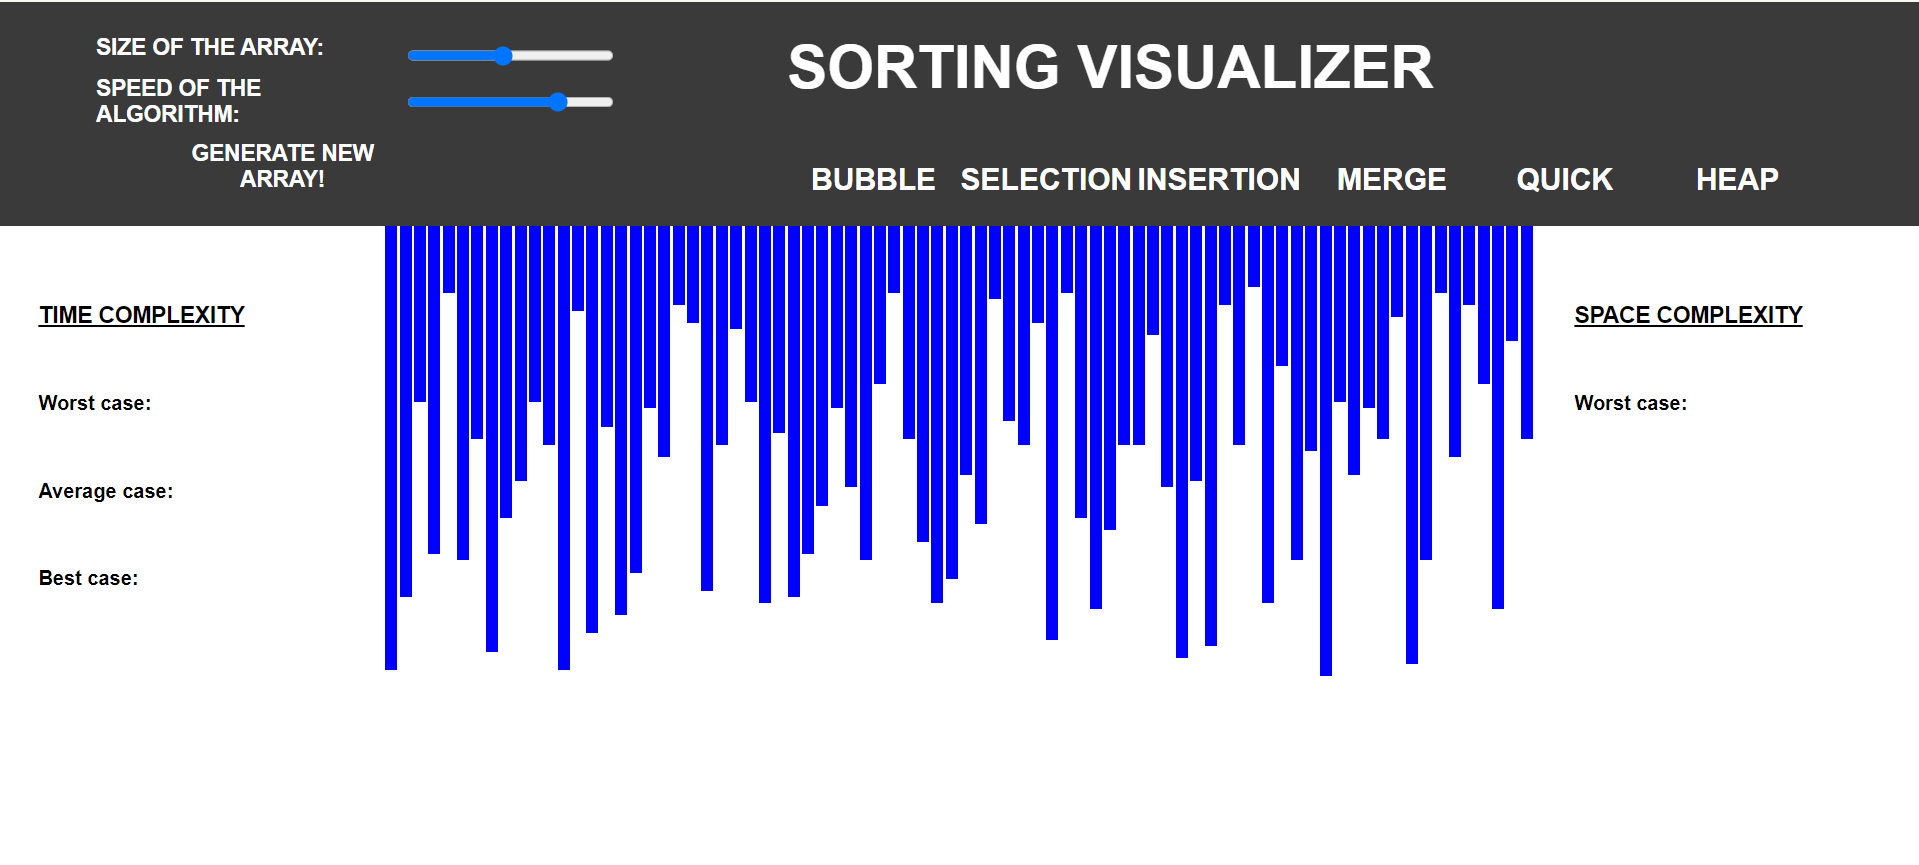 SIZE OF THE ARRAY:
SPEED OF THE
ALGORITHM:
GENERATE NEW
ARRAY!
SORTING VISUALIZER
BUBBLE SELECTION INSERTION MERGE QUICK HEAP
TIME COMPLEXITY
Worst case:
Average case:
Best case:
SPACE COMPLEXITY
Worst case: